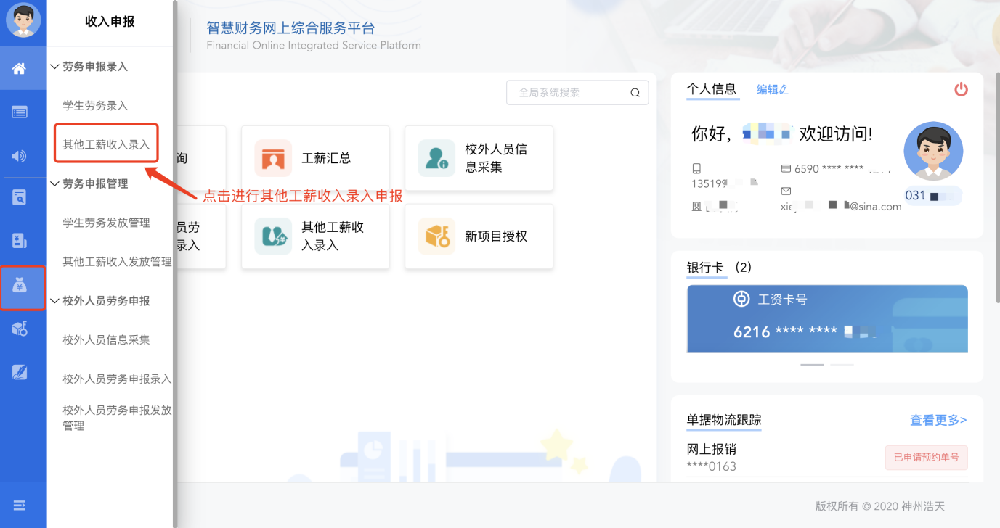 收入申报
劳务申报录入
学生劳务录入
其他工薪收入录入
劳务申报管理
学生劳务发放管理
其他工薪收入发放管理
校外人员劳务申报
校外人员信息采集
校外人员劳务申报录入
校外人员劳务申报发放
管理
智慧财务网上综合服务平台
Financial Online Integrated Service Platform
全局系统搜索
询
工薪汇总
校外人员信
息采集
点击进行其他工薪收入录入申报
员劳
录入
其他工薪收
入录入
新项目授权
个人信息
编辑
你好,
欢迎访问!
135199
6590 **** ****
xie
@sina.com
031
银行卡 (2)
工资卡号
6216 **** ****
单据物流跟踪
查看更多>
网上报销
****0163
已申请预约单号
版权所有 © 2020 神州浩天